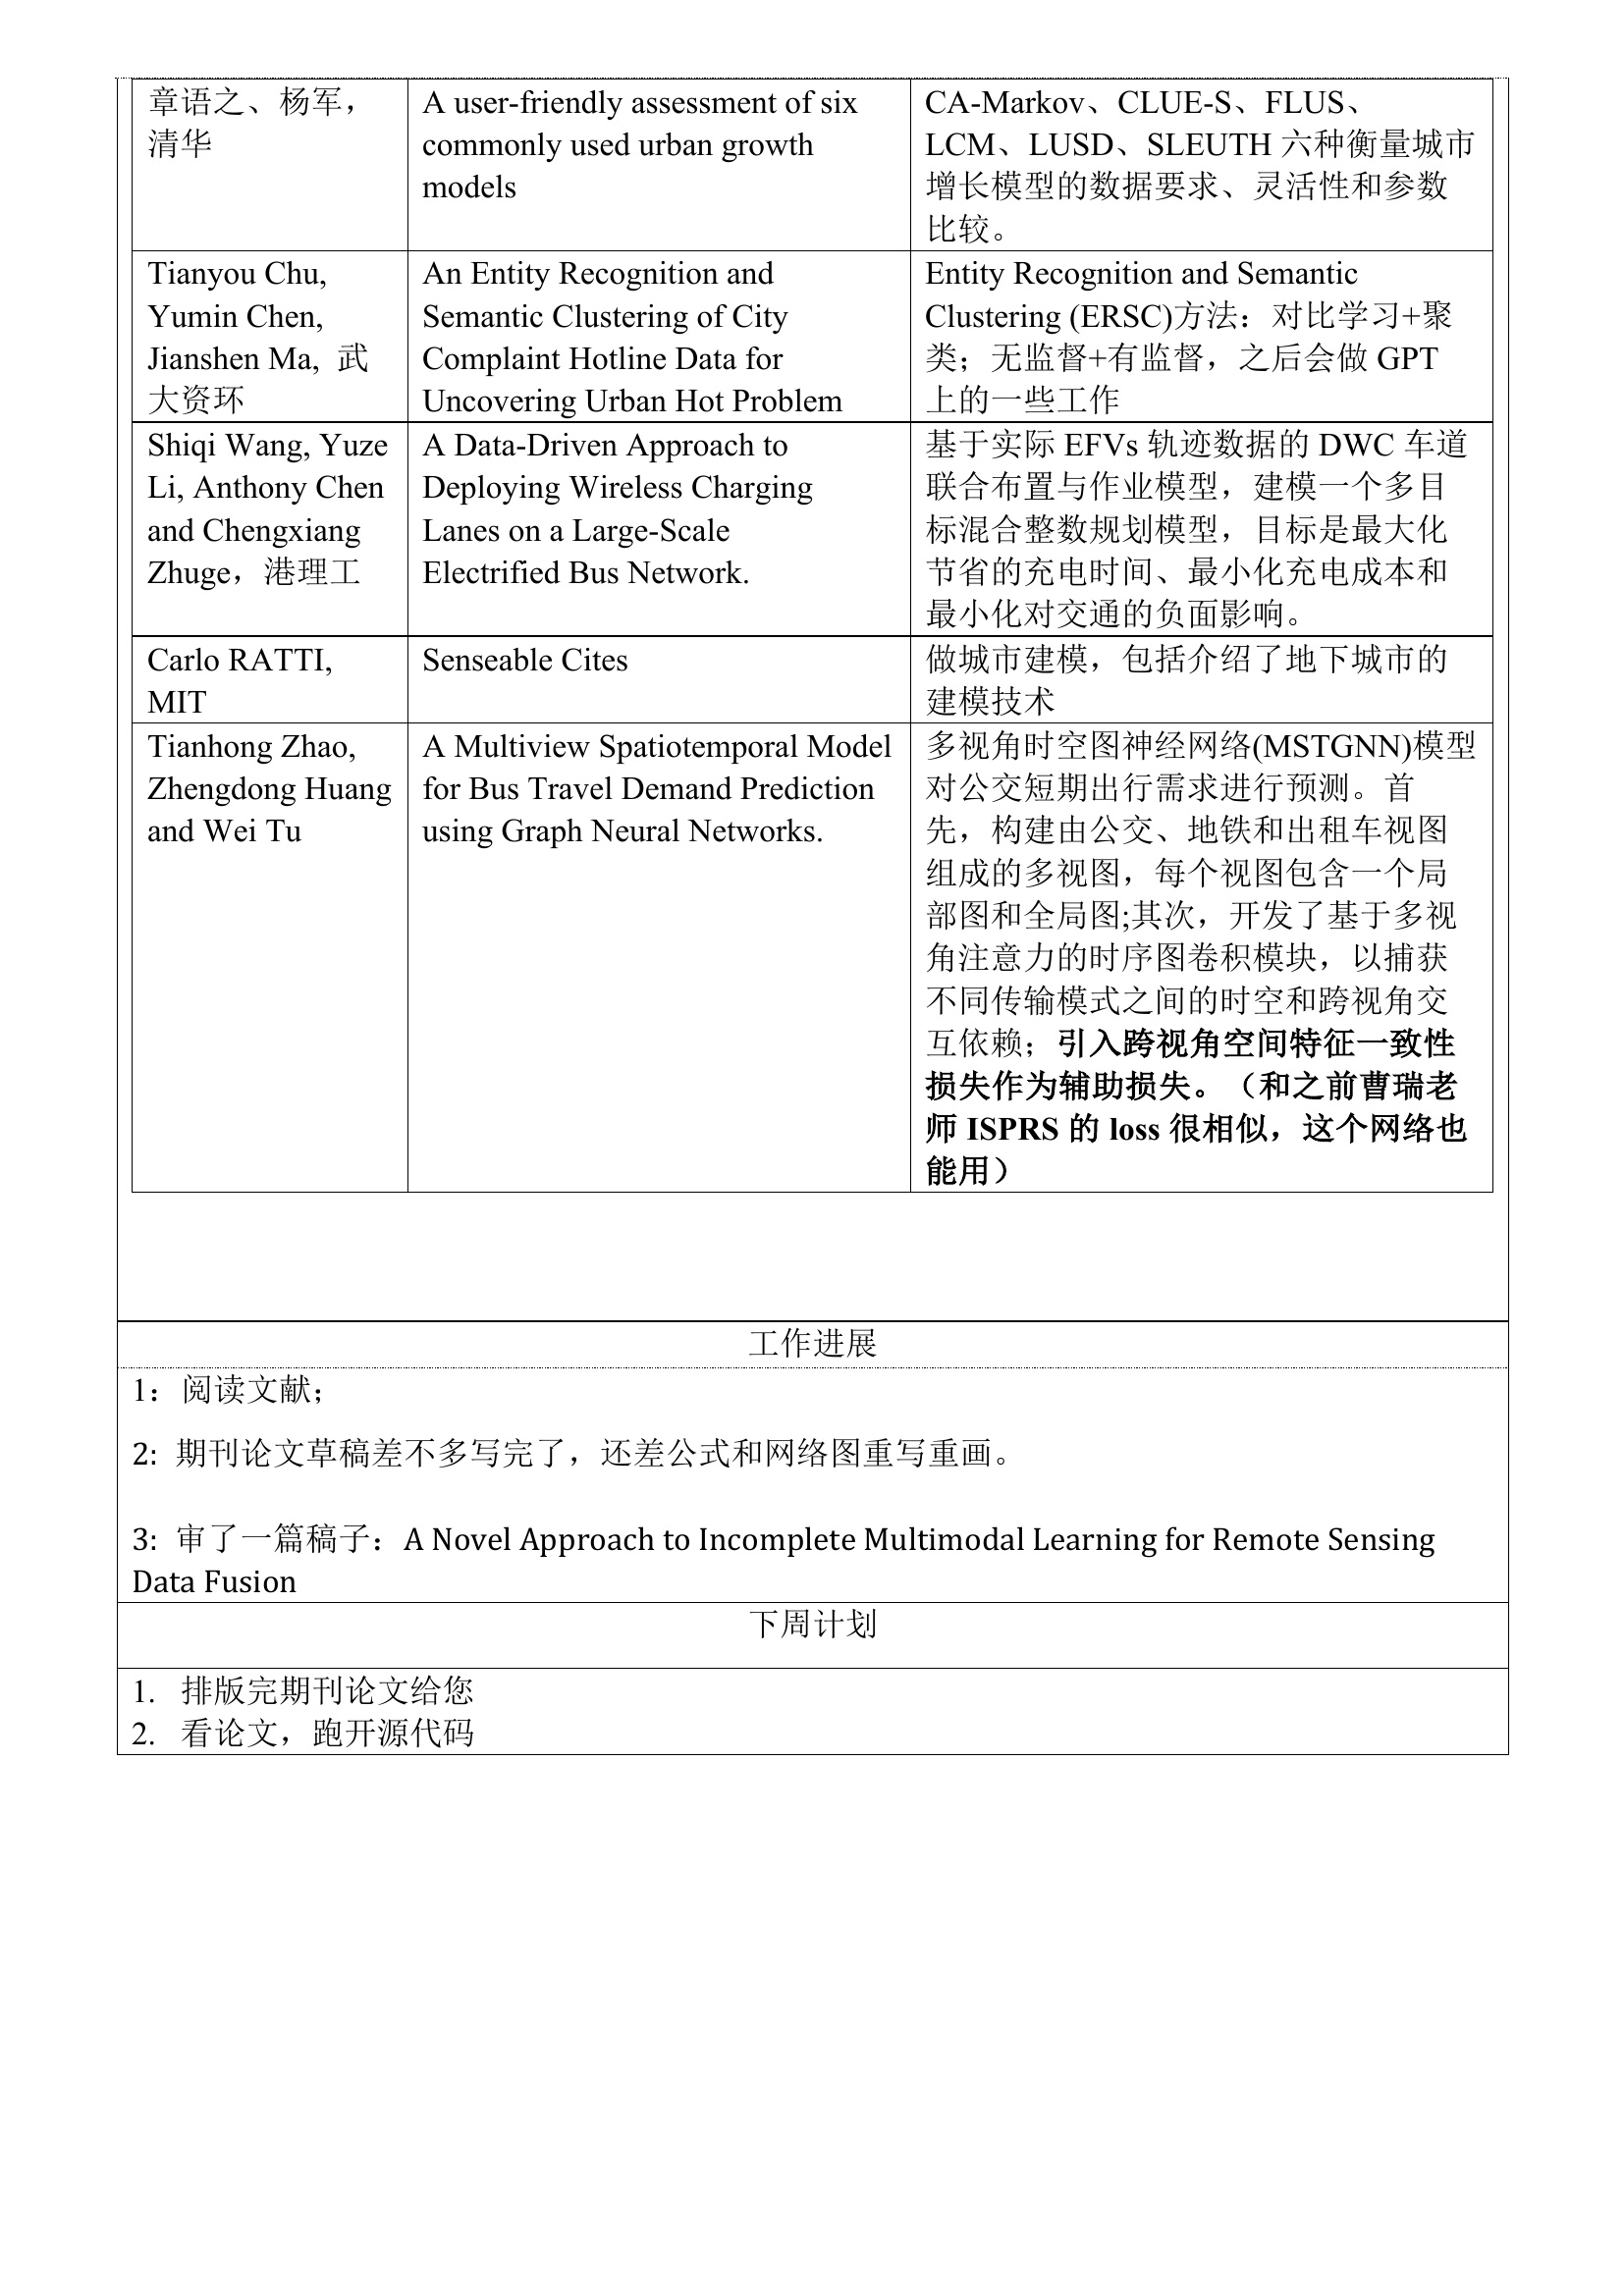 章语之、杨军，
清华
A user-friendly assessment of six
commonly used urban growth
models
CA-Markov、CLUE-S、FLUS、
LCM、LUSD、SLEUTH 六种衡量城市
增长模型的数据要求、灵活性和参数
比较。
Tianyou Chu,
Yumin Chen,
Jianshen Ma, 武
大资环
An Entity Recognition and
Semantic Clustering of City
Complaint Hotline Data for
Uncovering Urban Hot Problem
Entity Recognition and Semantic
Clustering (ERSC)方法：对比学习+聚
类；无监督+有监督，之后会做 GPT
上的一些工作
Shiqi Wang, Yuze
Li, Anthony Chen
and Chengxiang
Zhuge，港理工
A Data-Driven Approach to
Deploying Wireless Charging
Lanes on a Large-Scale
Electrified Bus Network.
基于实际 EFVs 轨迹数据的 DWC 车道
联合布置与作业模型，建模一个多目
标混合整数规划模型，目标是最大化
节省的充电时间、最小化充电成本和
最小化对交通的负面影响。
Carlo RATTI,
MIT
Senseable Cites
做城市建模，包括介绍了地下城市的
建模技术
Tianhong Zhao,
Zhengdong Huang
and Wei Tu
A Multiview Spatiotemporal Model
for Bus Travel Demand Prediction
using Graph Neural Networks.
多视角时空图神经网络(MSTGNN)模型
对公交短期出行需求进行预测。首
先，构建由公交、地铁和出租车视图
组成的多视图，每个视图包含一个局
部图和全局图;其次，开发了基于多视
角注意力的时序图卷积模块，以捕获
不同传输模式之间的时空和跨视角交
互依赖；引入跨视角空间特征一致性
损失作为辅助损失。（和之前曹瑞老
师 ISPRS 的 loss 很相似，这个网络也
能用）
工作进展
1：阅读文献；
2: 期刊论文草稿差不多写完了，还差公式和网络图重写重画。
3: 审了一篇稿子：A Novel Approach to Incomplete Multimodal Learning for Remote Sensing
Data Fusion
下周计划
1. 排版完期刊论文给您
2. 看论文，跑开源代码